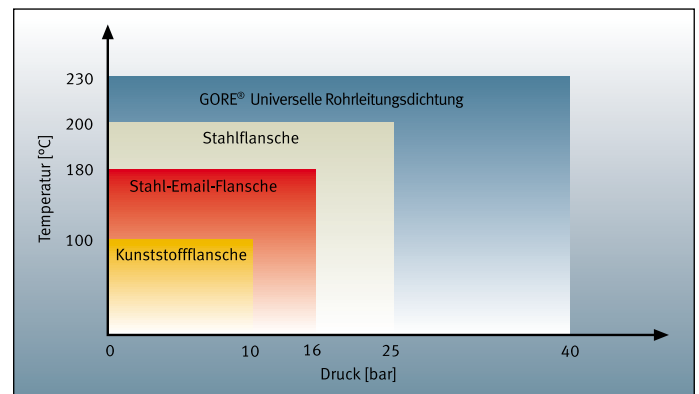 230
GORE® Universelle Rohrleitungsdichtung
200
Stahlflansche
180
Stahl-Email-Flansche
Temperatur [°C]
100
Kunststoffflansche
0
10
16
25
40
Druck [bar]